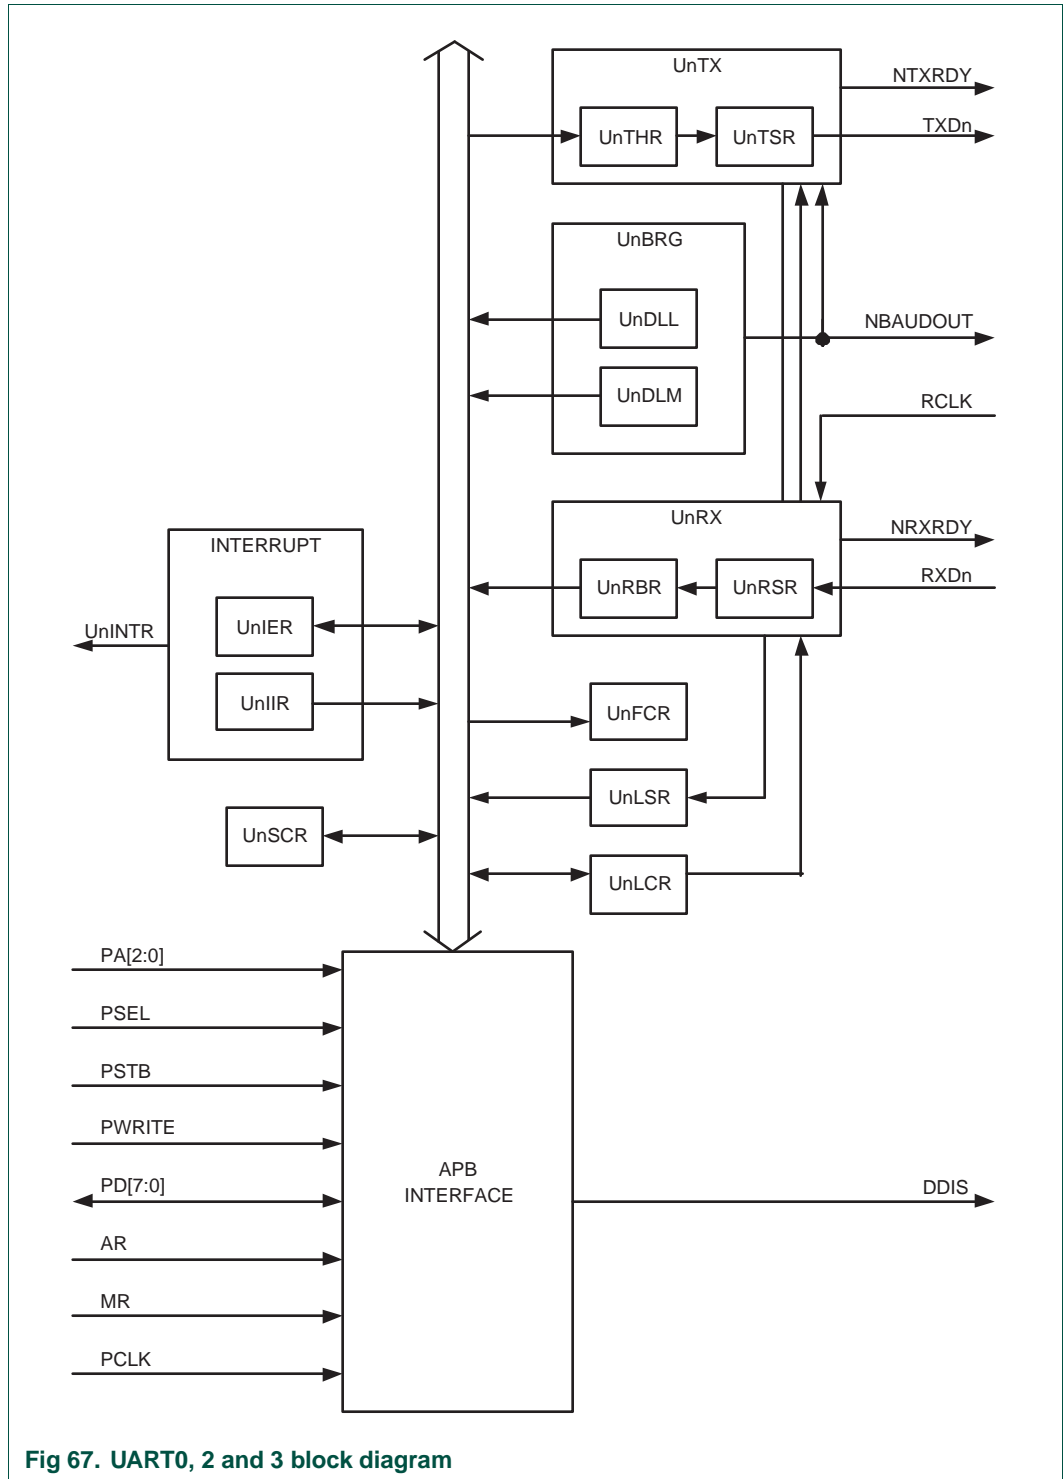 UnTX
NTXRDY
UnTHR
UnTSR
TXDn
UnBRG
UnDLL
NBAUDOUT
UnDLM
RCLK
UnRX
NRXRDY
UnRBR
UnRSR
RXDn
INTERRUPT
UnIER
UnINTR
UnIIR
UnFCR
UnLSR
UnSCR
UnLCR
PA[2:0]
PSEL
PSTB
PWRITE
PD[7:0]
AR
MR
PCLK
APB
INTERFACE
DDIS
Fig 67. UART0, 2 and 3 block diagram